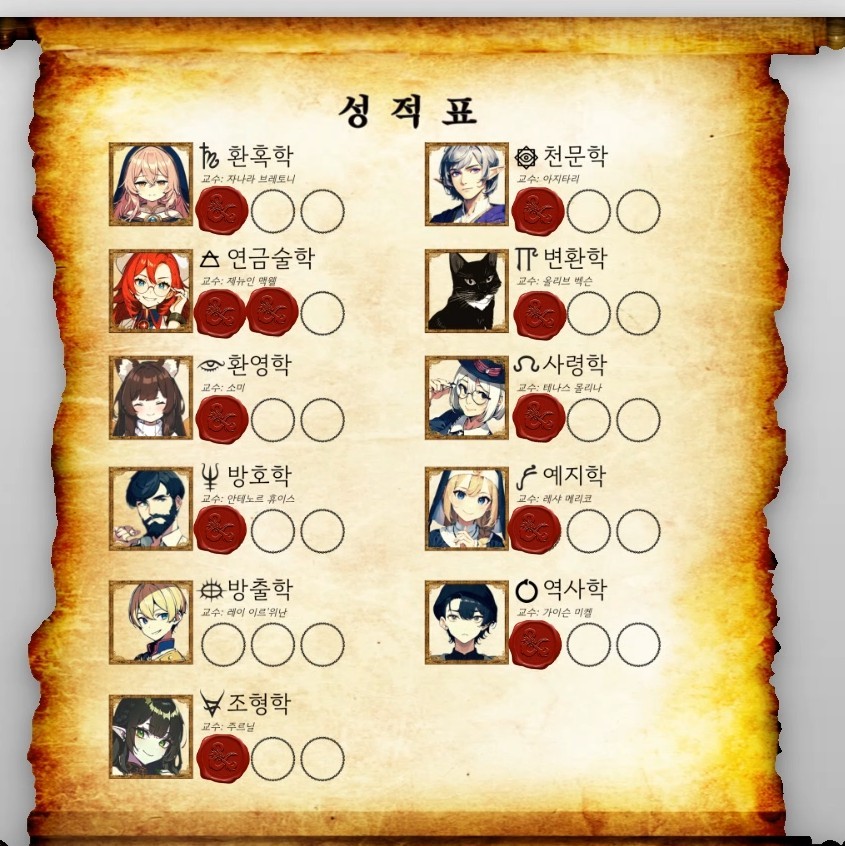 성적표
환혹학
교수: 자나라 브레토니
천문학
교수: 아지타리
연금술학
교수: 제뉴인 맥웰
변환학
교수: 올리브 벡슨
환영학
교수: 소미
사령학
교수: 테나스 올리나
방호학
교수: 안테노르 휴이스
예지학
교수: 레샤 메리코
방출학
교수: 레이 이르'위난
역사학
교수: 가이슨 미켈
조형학
교수: 주르닐